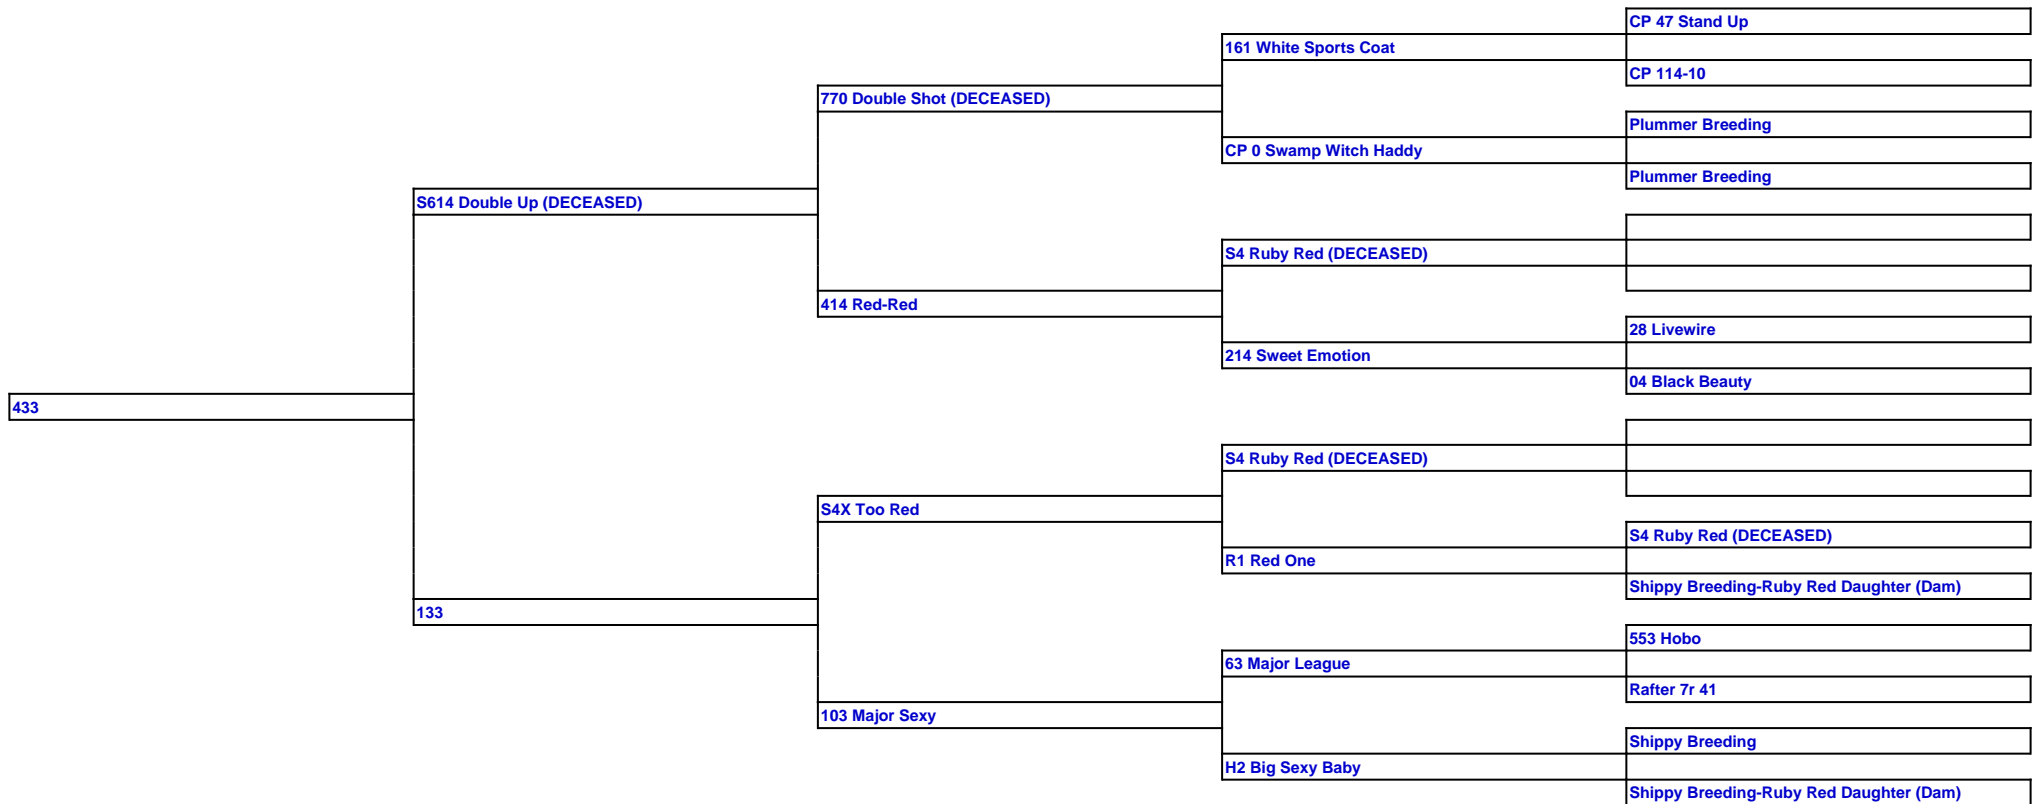 CP 47 Stand Up
161 White Sports Coat
CP 114-10
770 Double Shot (DECEASED)
Plummer Breeding
CP 0 Swamp Witch Haddy
Plummer Breeding
S614 Double Up (DECEASED)
S4 Ruby Red (DECEASED)
414 Red-Red
28 Livewire
214 Sweet Emotion
04 Black Beauty
433
S4 Ruby Red (DECEASED)
S4X Too Red
S4 Ruby Red (DECEASED)
R1 Red One
Shippy Breeding-Ruby Red Daughter (Dam)
133
553 Hobo
63 Major League
Rafter 7r 41
103 Major Sexy
Shippy Breeding
H2 Big Sexy Baby
Shippy Breeding-Ruby Red Daughter (Dam)